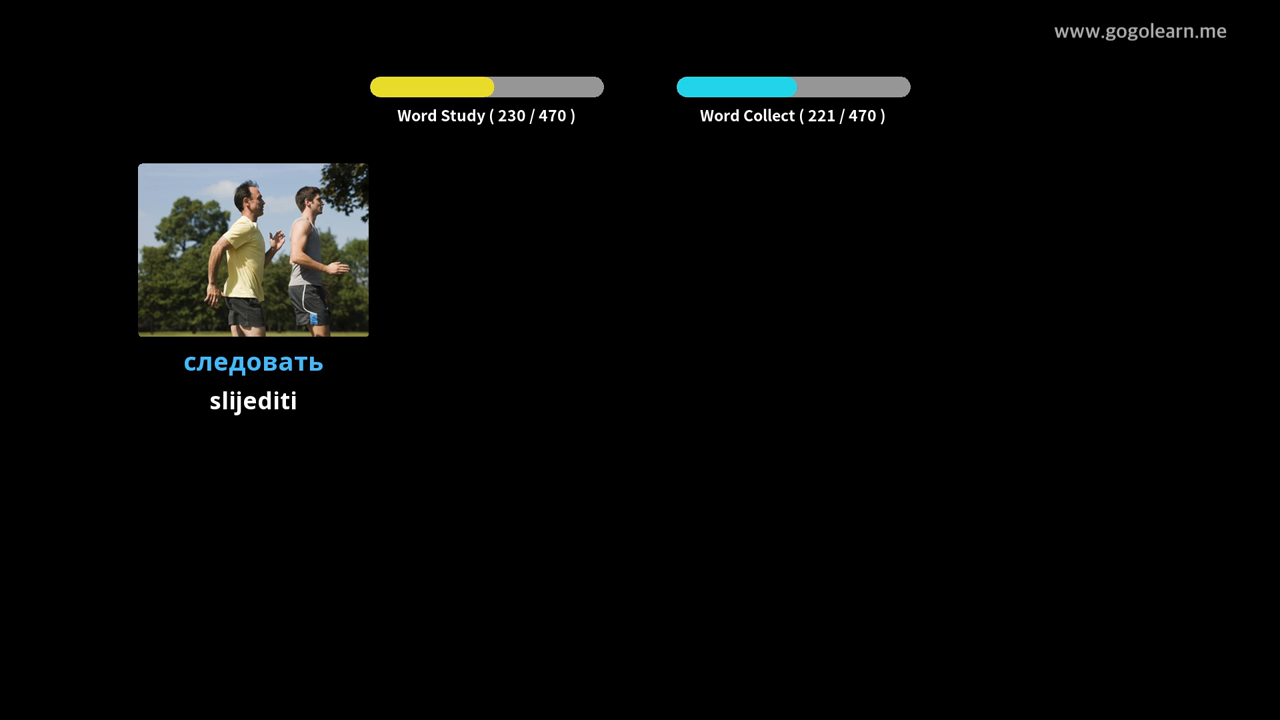 www.gogolearn.me
Word Study ( 230 / 470 )
Word Collect ( 221 / 470 )
следовать
slijediti